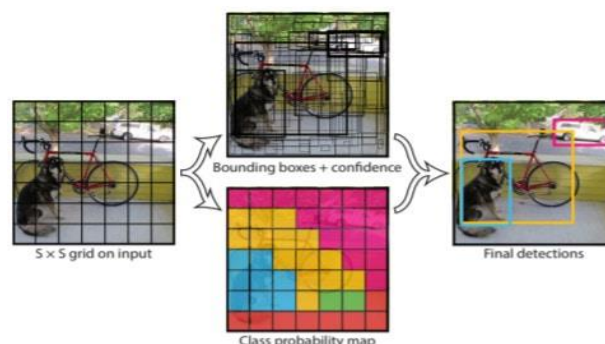 Bounding boxes + confidence
S × S grid on input
Final detections
Class probability map